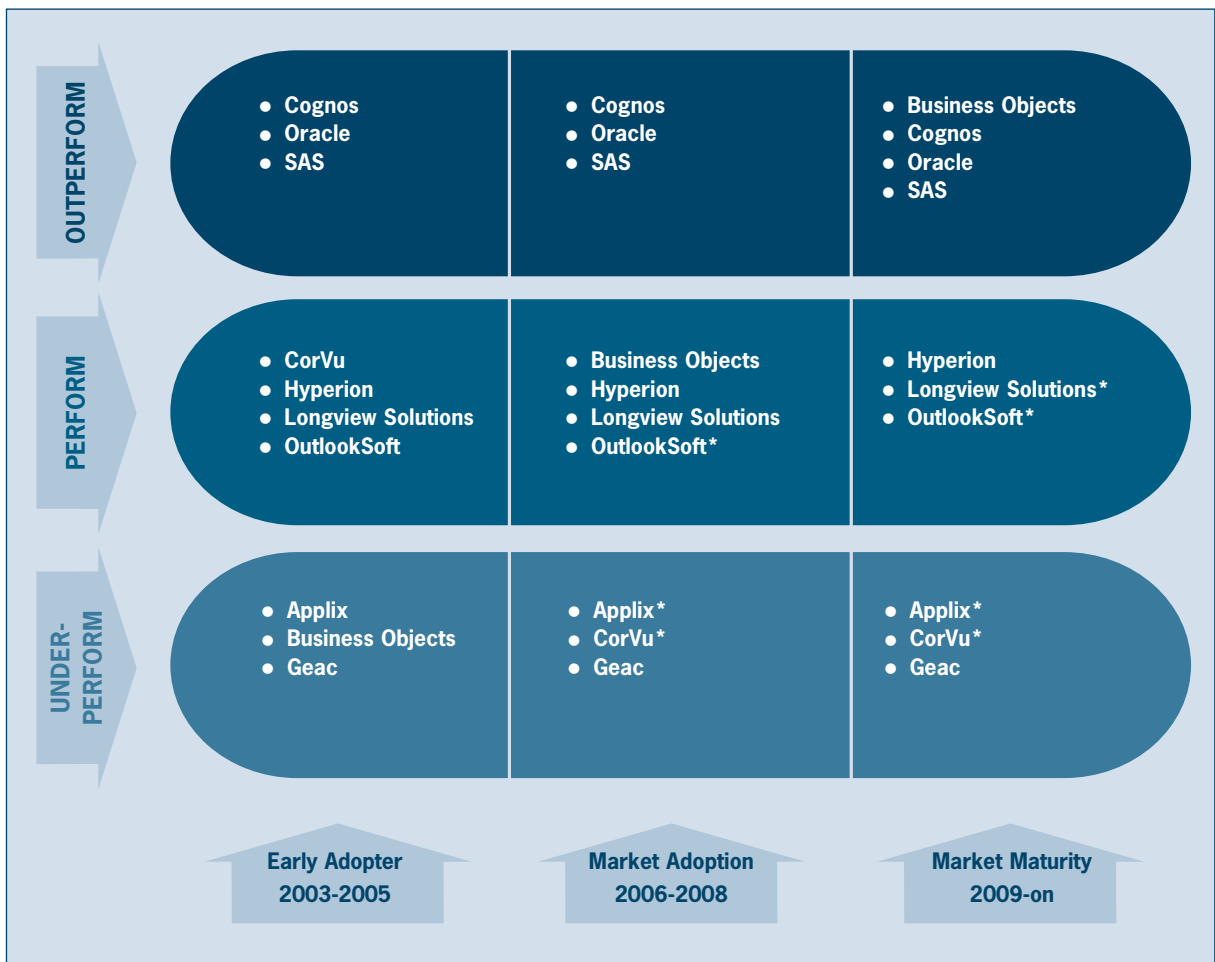 OUTPERFORM
● Cognos
● Oracle
● SAS
● Cognos
● Oracle
● SAS
● Business Objects
● Cognos
● Oracle
● SAS
PERFORM
● CorVu
● Hyperion
● Longview Solutions
● OutlookSoft
● Business Objects
● Hyperion
● Longview Solutions
● OutlookSoft*
● Hyperion
● Longview Solutions*
● OutlookSoft*
UNDER-
PERFORM
● Applix
● Business Objects
● Geac
● Applix*
● CorVu*
● Geac
● Applix*
● CorVu*
● Geac
Early Adopter
2003-2005
Market Adoption
2006-2008
Market Maturity
2009-on